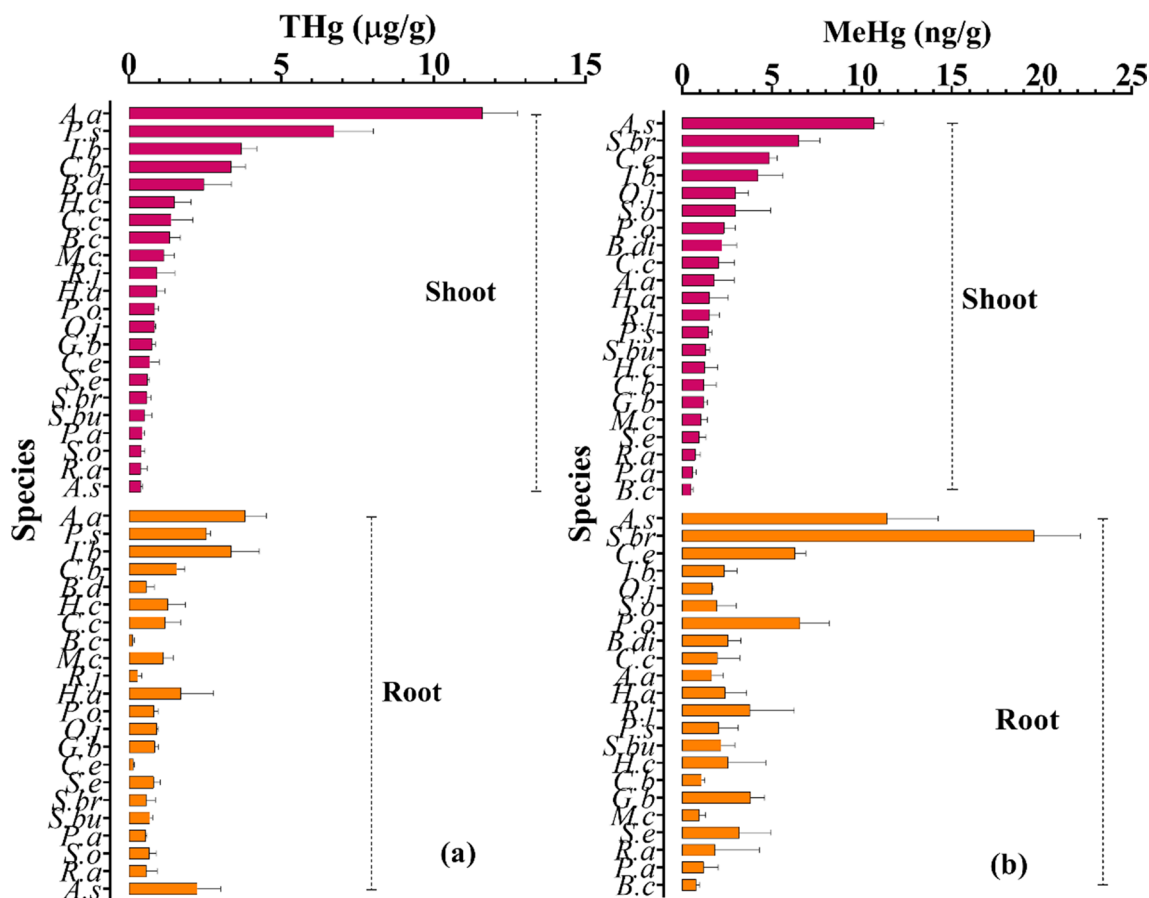 THg (μg/g)
0 5 10 15
A.a
P.s
I.b
C.b
B.d
H.c
C.c
B.c
M.c
R.j
H.a
P.o
O.j
G.b
C.e
S.e
S.br
S.bu
P.a
S.o
R.a
A.s
Shoot
A.a
P.s
I.b
C.b
B.d
H.c
C.c
B.c
M.c
R.j
H.a
P.o
O.j
G.b
C.e
S.e
S.br
S.bu
P.a
S.o
R.a
A.s
Root
Species
(a)
MeHg (ng/g)
0 5 10 15 20 25
A.s
S.br
C.e
I.b
O.j
S.o
P.o
B.di
C.c
A.a
H.a
R.j
P.s
S.bu
H.c
C.b
G.b
M.c
S.e
R.a
P.a
B.c
Shoot
A.s
S.br
C.e
I.b
O.j
S.o
P.o
B.di
C.c
A.a
H.a
R.j
P.s
S.bu
H.c
C.b
G.b
M.c
S.e
R.a
P.a
B.c
Root
Species
(b)